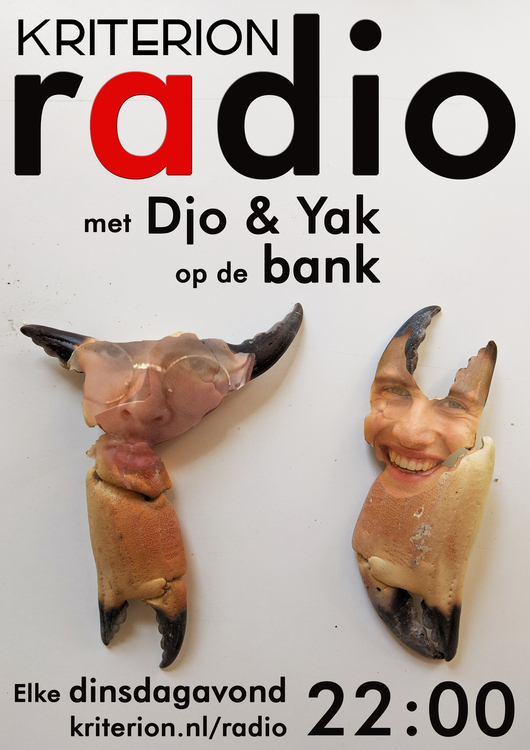 KRITERION
radio
met Djo & Yak
op de bank
Elke dinsdagavond
kriterion.nl/radio
22:00